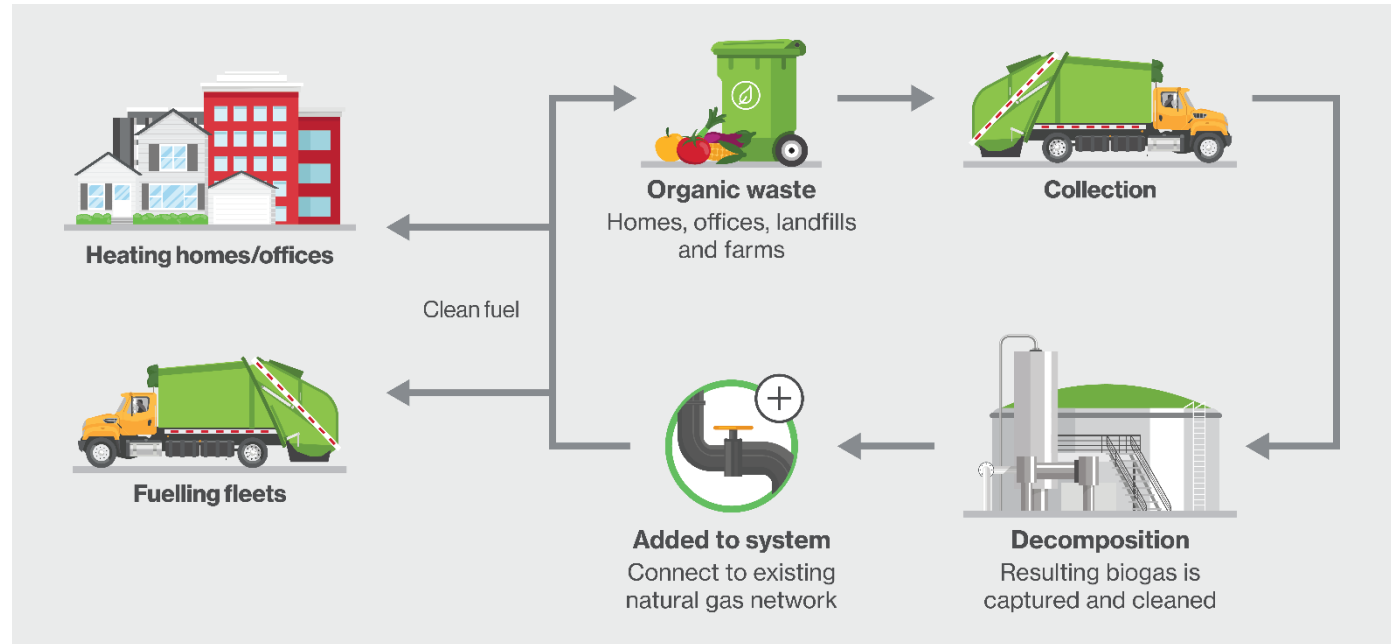 Organic waste
Homes, offices, landfills
and farms
Collection
Heating homes/offices
Clean fuel
Fuelling fleets
Added to system
Connect to existing
natural gas network
Decomposition
Resulting biogas is
captured and cleaned